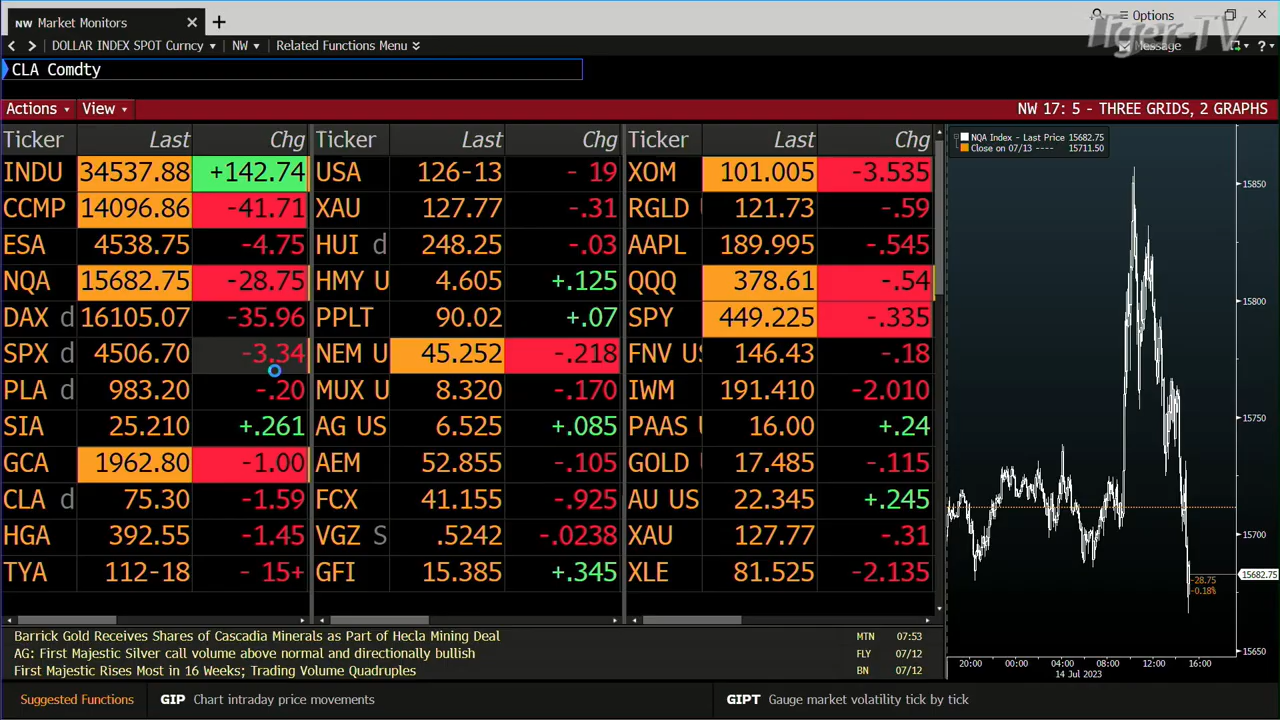 NW Market Monitors
Options
Tiger-TV
DOLLAR INDEX SPOT Curncy NW Related Functions Menu
Message ?
CLA Comdty
Actions View NW 17: 5 - THREE GRIDS, 2 GRAPHS
Ticker Last Chg Ticker Last Chg Ticker Last Chg
INDU 34537.88 +142.74 USA 126-13 - 19 XOM 101.005 -3.535
CCMP 14096.86 -41.71 XAU 127.77 -.31 RGLD 121.73 -.59
ESA 4538.75 -4.75 HUI d 248.25 -.03 AAPL 189.995 -.545
NQA 15682.75 -28.75 HMY U 4.605 +.125 QQQ 378.61 -.54
DAX d 16105.07 -35.96 PPLT 90.02 +.07 SPY 449.225 -.335
SPX d 4506.70 -3.34 NEM U 45.252 -.218 FNV US 146.43 -.18
PLA d 983.20 -.20 MUX U 8.320 -.170 IWM 191.410 -2.010
SIA 25.210 +.261 AG US 6.525 +.085 PAAS 16.00 +.24
GCA 1962.80 -1.00 AEM 52.855 -.105 GOLD 17.485 -.115
CLA d 75.30 -1.59 FCX 41.155 -.925 AU US 22.345 +.245
HGA 392.55 -1.45 VGZ S .5242 -.0238 XAU 127.77 -.31
TYA 112-18 - 15+ GFI 15.385 +.345 XLE 81.525 -2.135
NQA Index - Last Price 15682.75
Close on 07/13 ---- 15711.50
15850
15800
15750
15700
15682.75
-28.75
-0.18%
15650
20:00 00:00 04:00 08:00 12:00 16:00
14 Jul 2023
Barrick Gold Receives Shares of Cascadia Minerals as Part of Hecla Mining Deal MTN 07:53
AG: First Majestic Silver call volume above normal and directionally bullish FLY 07/12
First Majestic Rises Most in 16 Weeks; Trading Volume Quadruples BN 07/12
Suggested Functions GIP Chart intraday price movements GIPT Gauge market volatility tick by tick